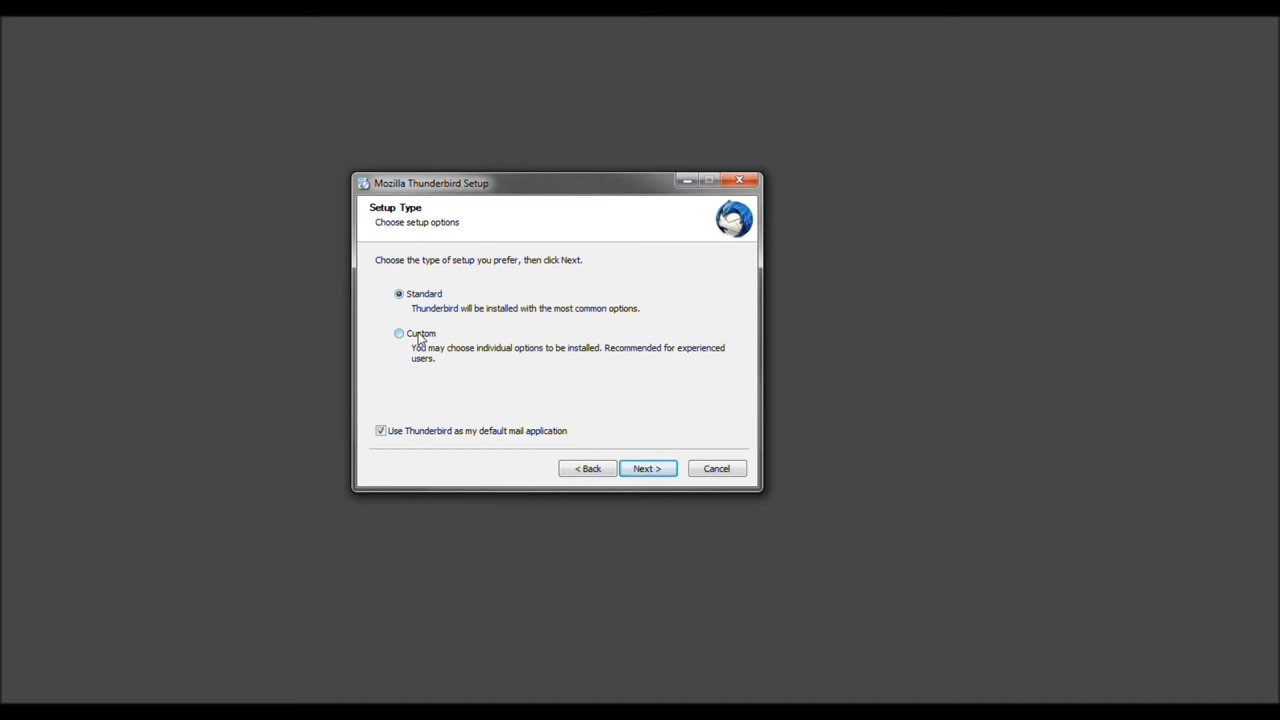 Mozilla Thunderbird Setup
Setup Type
Choose setup options
Choose the type of setup you prefer, then click Next.
Standard
Thunderbird will be installed with the most common options.
Custom
You may choose individual options to be installed. Recommended for experienced
users.
Use Thunderbird as my default mail application
< Back
Next >
Cancel